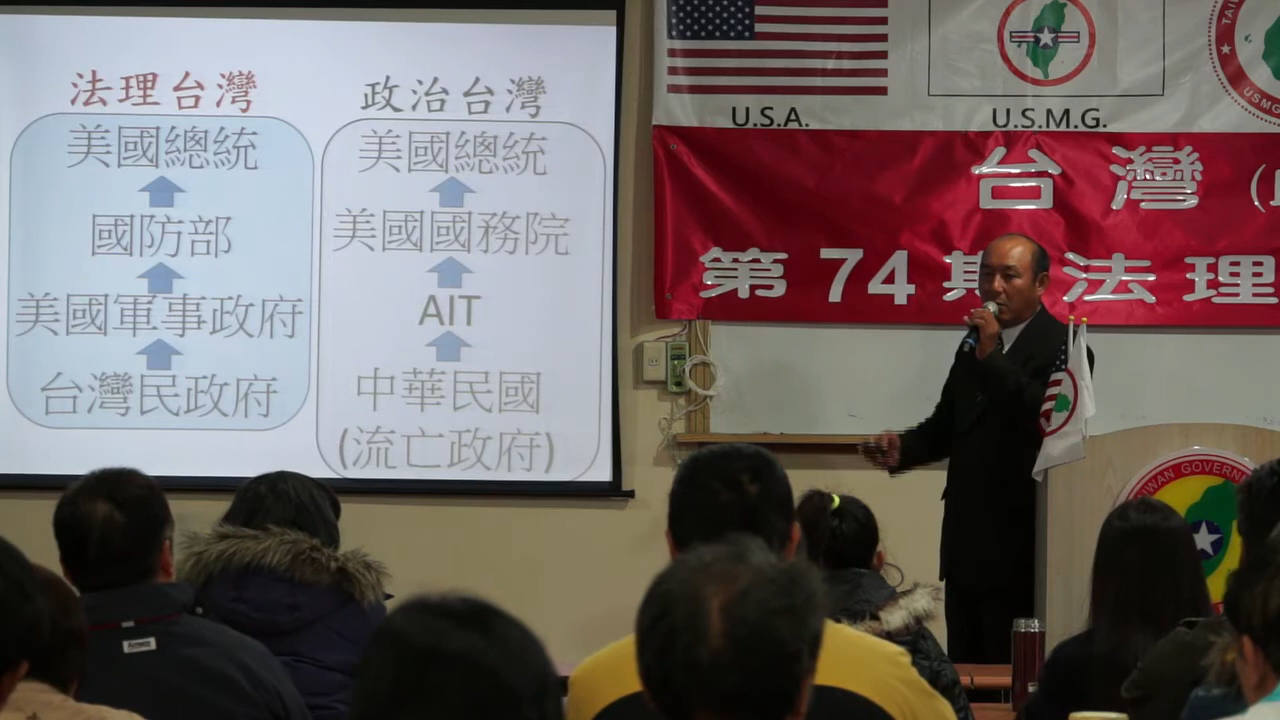 法理台灣
美國總統
國防部
美國軍事政府
台灣民政府
政治台灣
美國總統
美國國務院
AIT
中華民國
(流亡政府)
U.S.A.
U.S.M.G.
台灣
第74期法理
TAIWAN GOVERN